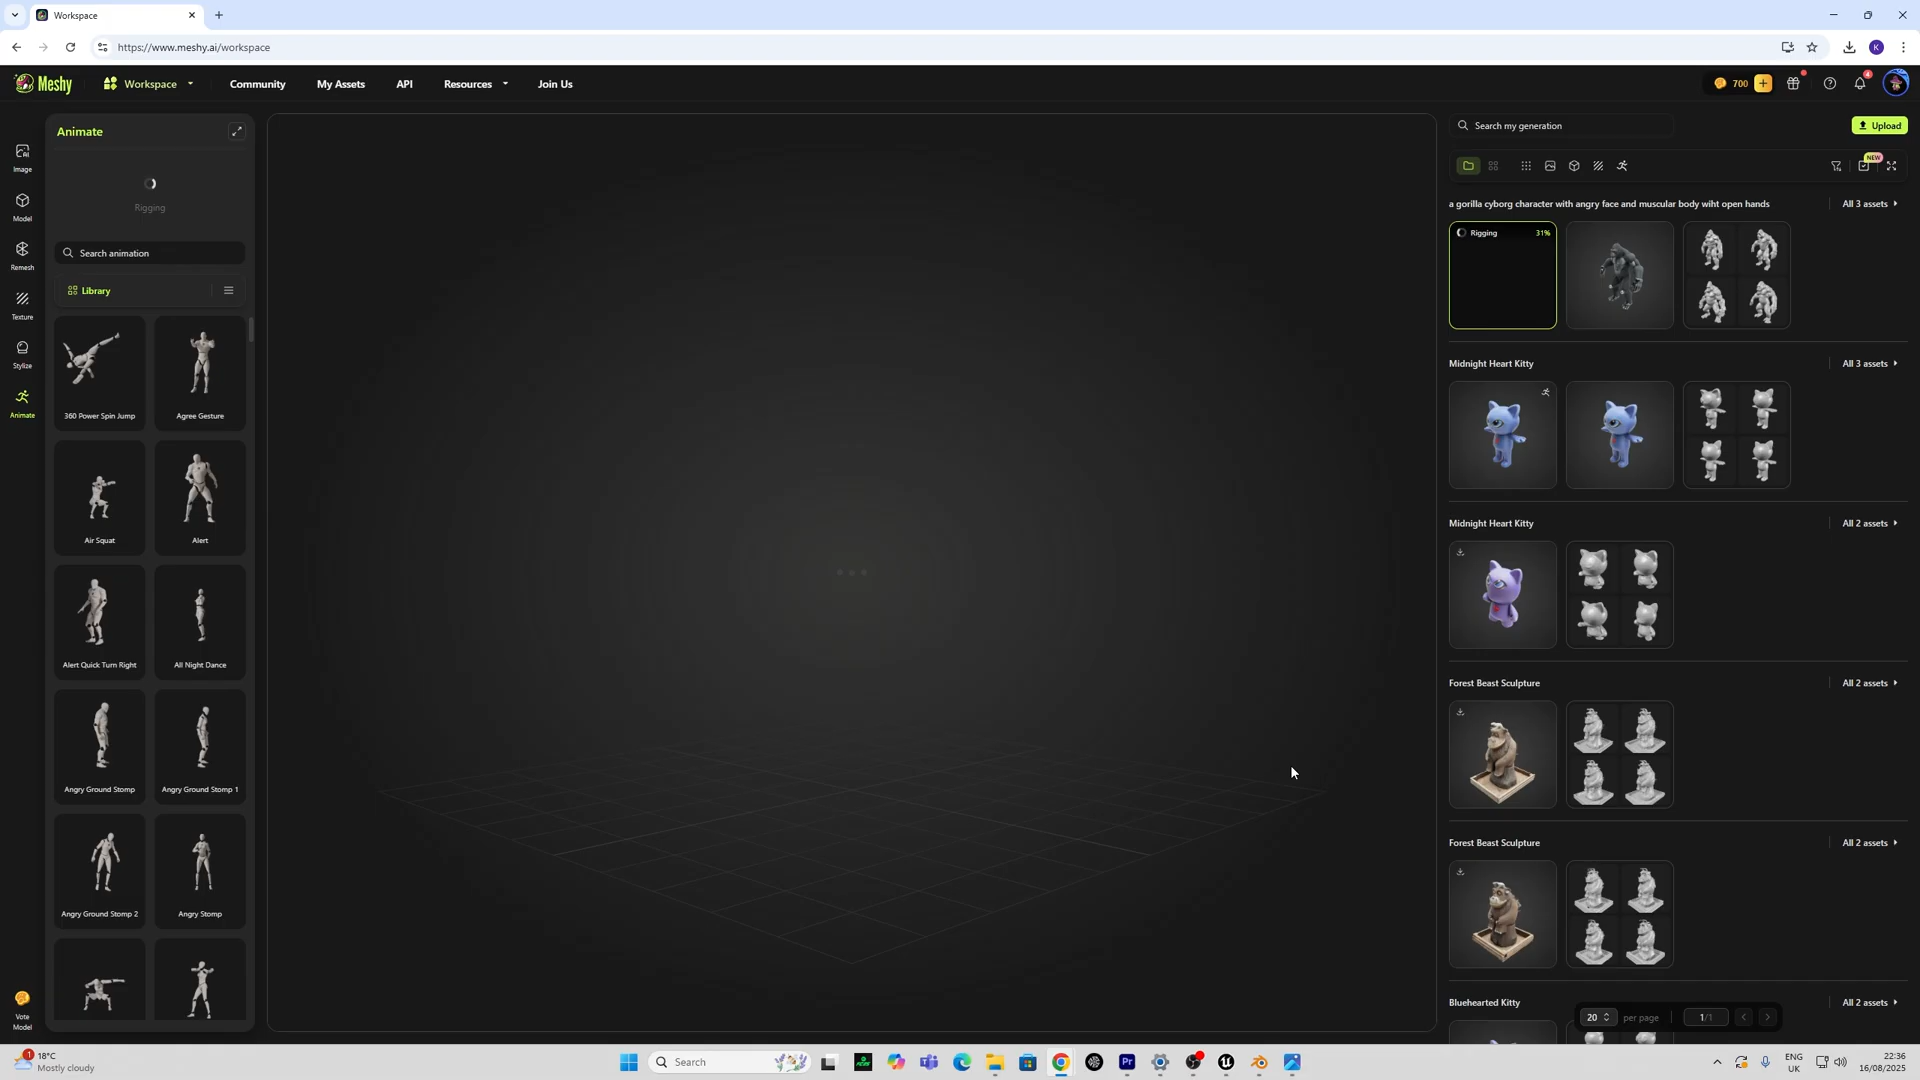 Workspace
https://www.meshy.ai/workspace
K
Meshy
Workspace
Community
My Assets
API
Resources
Join Us
700
4
Animate
Rigging
Search animation
Library
Image
Model
Remesh
Texture
Stylize
Animate
360 Power Spin Jump
Agree Gesture
Air Squat
Alert
Alert Quick Turn Right
All Night Dance
Angry Ground Stomp
Angry Ground Stomp 1
Angry Ground Stomp 2
Angry Stomp
Vote
Model
Search my generation
Upload
NEW
a gorilla cyborg character with angry face and muscular body wiht open hands
All 3 assets
Rigging
31%
Midnight Heart Kitty
All 3 assets
Midnight Heart Kitty
All 2 assets
Forest Beast Sculpture
All 2 assets
Forest Beast Sculpture
All 2 assets
Bluehearted Kitty
All 2 assets
20
per page
1/1
1
18°C
Mostly cloudy
Search
Pr
ENG
UK
22:36
16/08/2025